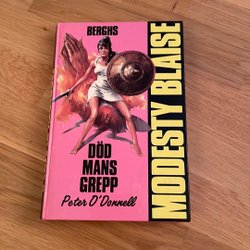 BERGHS
MODESTY BLAISE
DÖD
MANS
GREPP
Peter O'Donnell